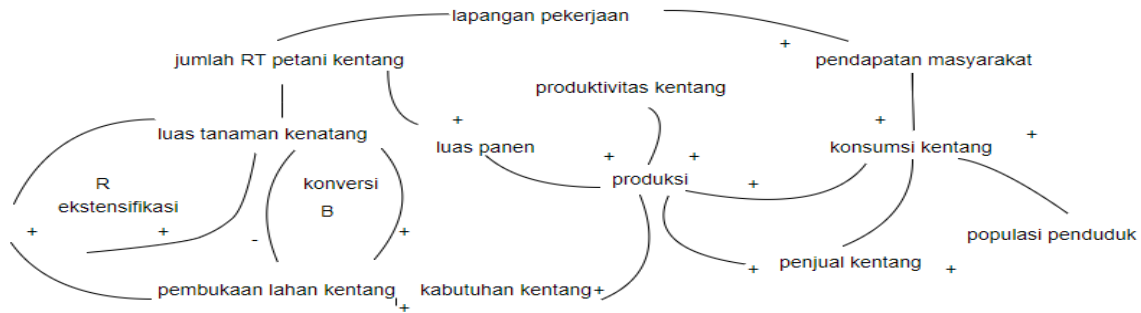 lapangan pekerjaan
+
jumlah RT petani kentang
pendapatan masyarakat
produktivitas kentang
+
+
+
luas tanaman kenatang
luas panen
konsumsi kentang
+
+
R
konversi
produksi
+
ekstensifikasi
B
+
+
-
+
populasi penduduk
penjual kentang
+
+
pembukaan lahan kentang
kabutuhan kentang+
'+